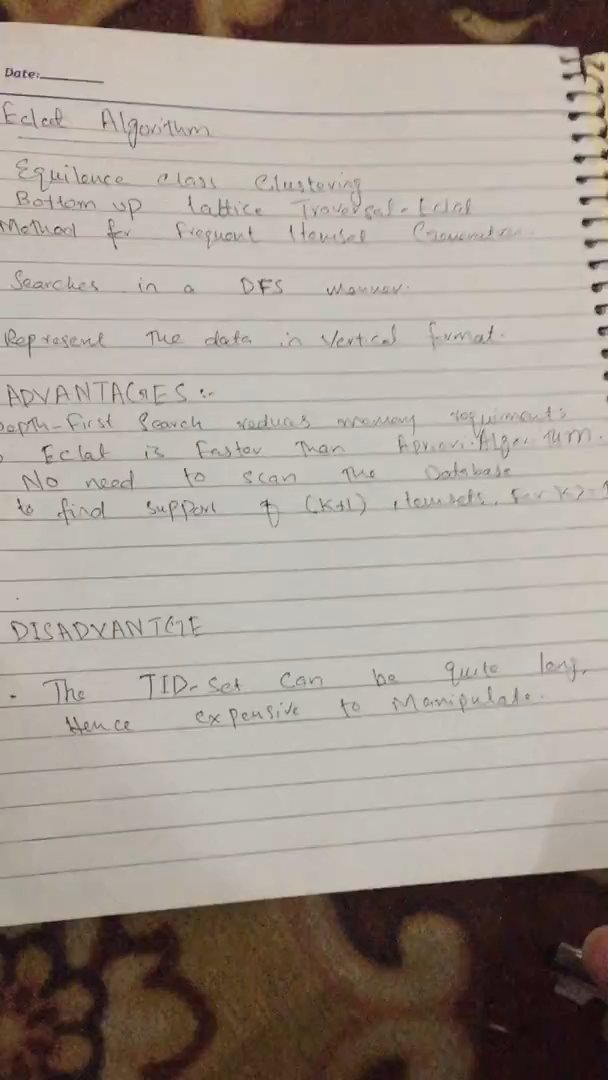 Date:
Eclat Algorithm
Equilence class Clustering
Bottom up lattice Traversal - Eclat
Method for frequent Itemset Generation.
Searches in a DFS manner.
Represent The data in Vertical format.
ADVANTAGES :-
Depth-First Search reduces memory requirments
Eclat is Faster Than Apriori Algorithm.
No need to scan The Database
to find support of (K+1) itemsets, for K>=1
DISADVANTGE
. The TID-Set can be quite long,
Hence expensive to Manipulate.